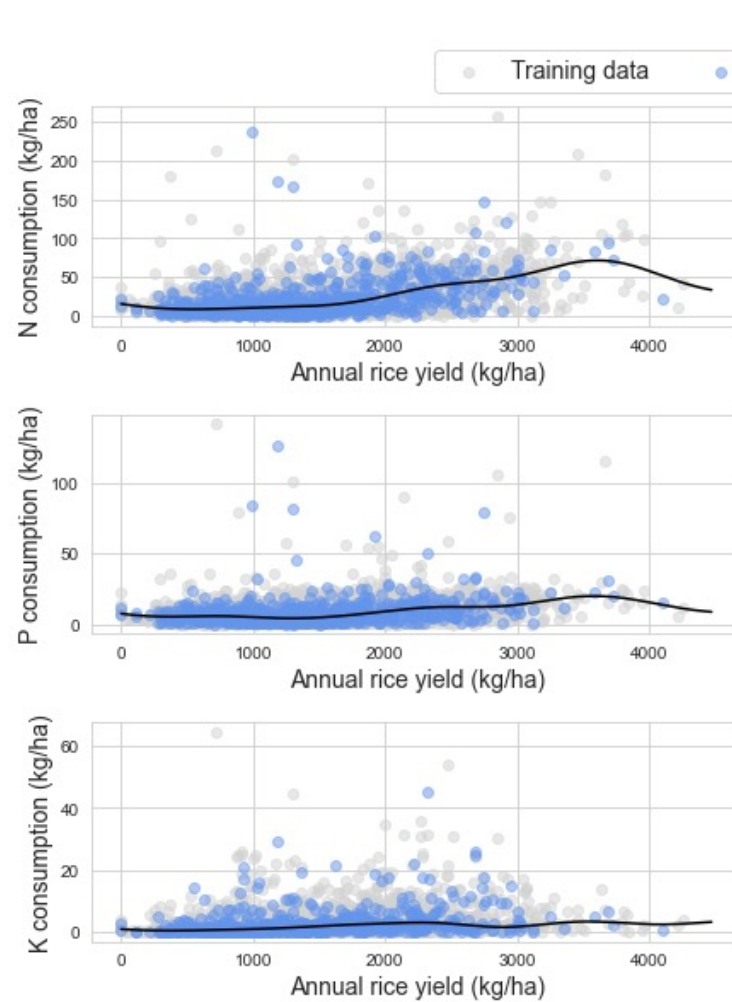 Training data
N consumption (kg/ha)
250
200
150
100
50
0
0 1000 2000 3000 4000
Annual rice yield (kg/ha)
P consumption (kg/ha)
100
50
0
0 1000 2000 3000 4000
Annual rice yield (kg/ha)
K consumption (kg/ha)
60
40
20
0
0 1000 2000 3000 4000
Annual rice yield (kg/ha)